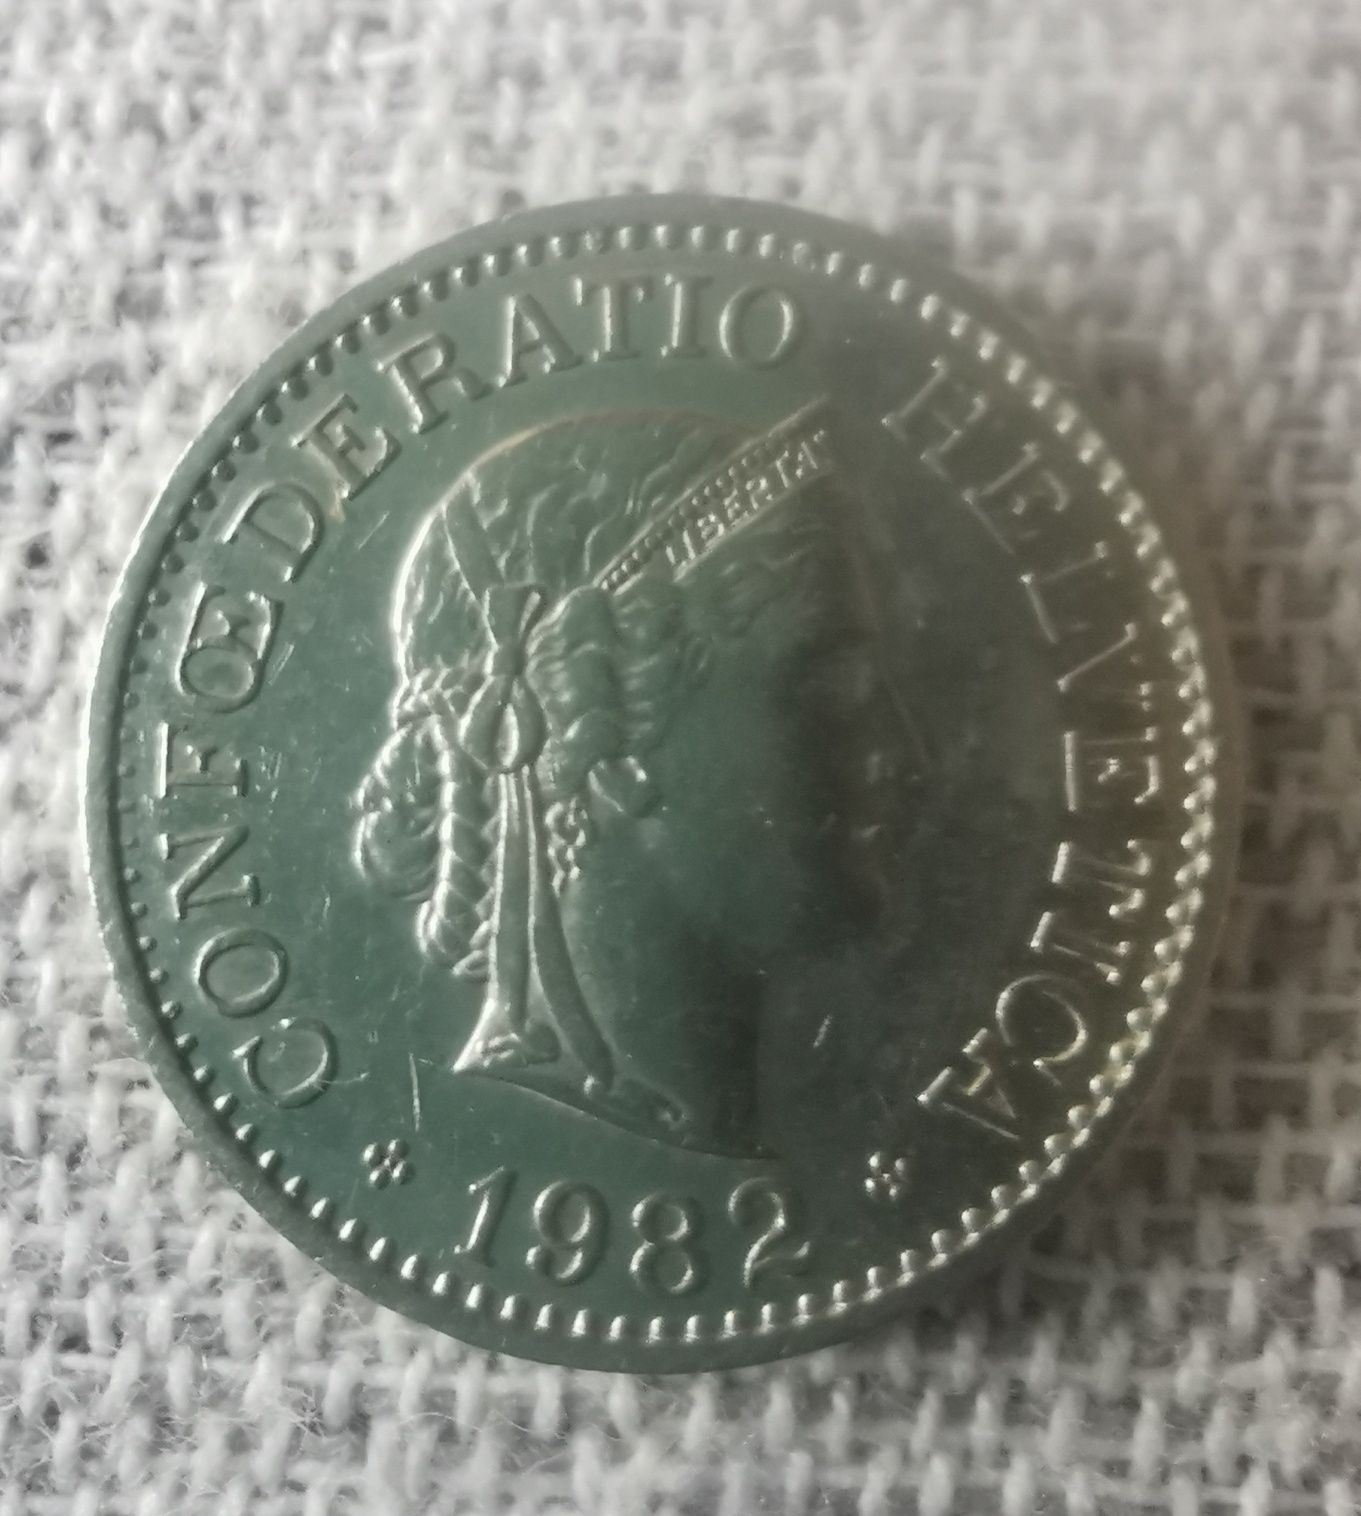 CONFŒDERATIO HELVETICA
LIBERTAS
1982